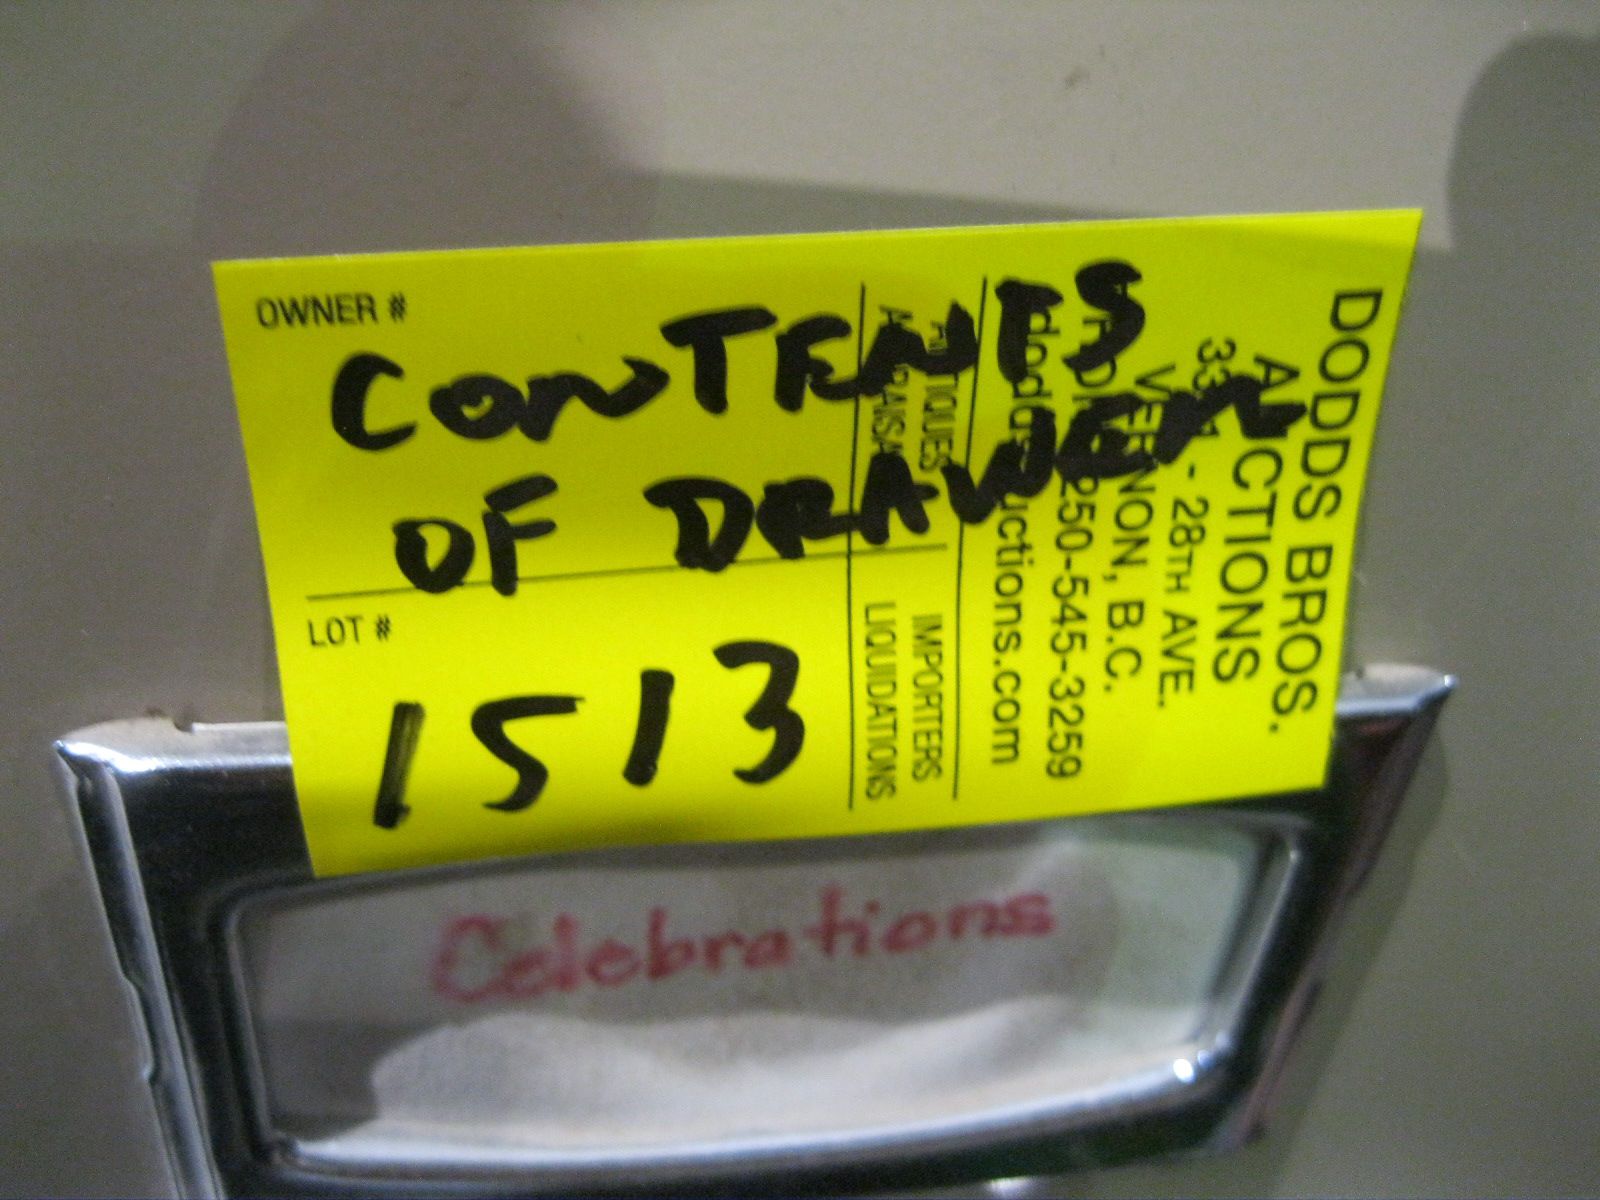 OWNER #
CONTENTS
OF DRAWER
LOT #
1513
ANTIQUES
IMPORTERS
LIQUIDATIONS
DODDS BROS.
AUCTIONS
28TH AVE.
VERNON, B.C.
250-545-3259
Celebrations